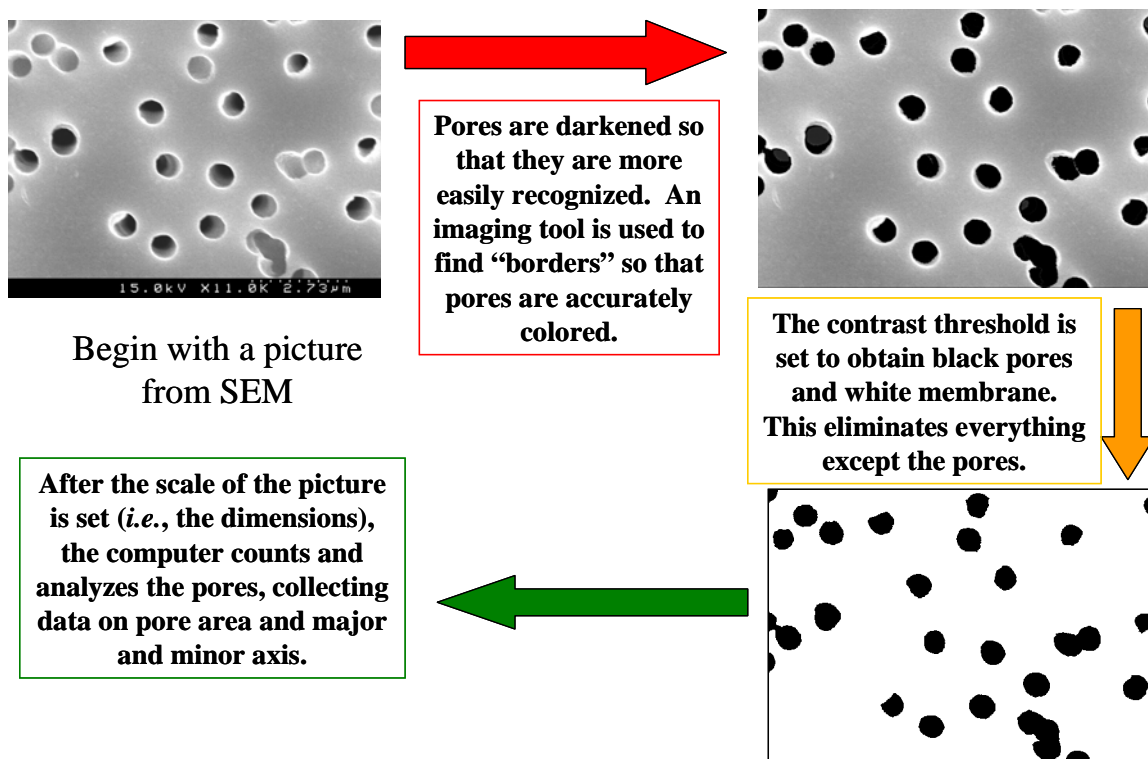 15.0kV X11.0K 2.73µm
Begin with a picture
from SEM
Pores are darkened so
that they are more
easily recognized. An
imaging tool is used to
find “borders” so that
pores are accurately
colored.
The contrast threshold is
set to obtain black pores
and white membrane.
This eliminates everything
except the pores.
After the scale of the picture
is set (i.e., the dimensions),
the computer counts and
analyzes the pores, collecting
data on pore area and major
and minor axis.